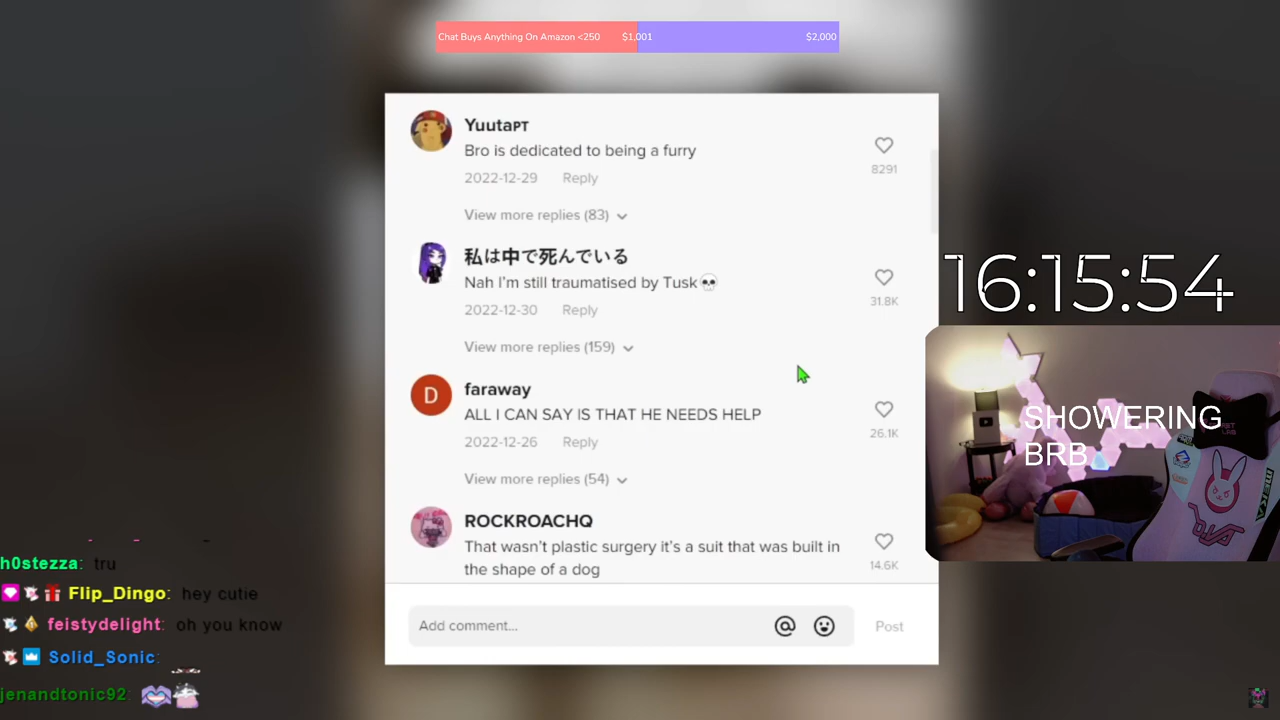 Chat Buys Anything On Amazon <250 $1,001 $2,000
Yuutaᴘᴛ
Bro is dedicated to being a furry
8291
2022-12-29 Reply
View more replies (83)
私は中で死んでいる
Nah I'm still traumatised by Tusk💀
31.8K
2022-12-30 Reply
View more replies (159)
D
faraway
ALL I CAN SAY IS THAT HE NEEDS HELP
26.1K
2022-12-26 Reply
View more replies (54)
ROCKROACHQ
That wasn't plastic surgery it's a suit that was built in
the shape of a dog
14.6K
Add comment... @ Post
16:15:54
SHOWERING
BRB
h0stezza: tru
Flip_Dingo: hey cutie
feistydelight: oh you know
Solid_Sonic:
jenandtonic92: